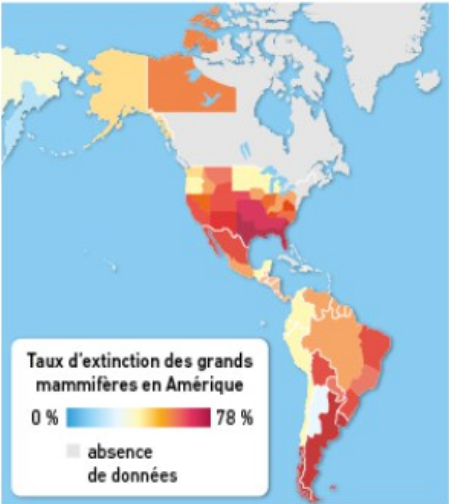 Taux d'extinction des grands
mammifères en Amérique
0 % 78 %
absence
de données